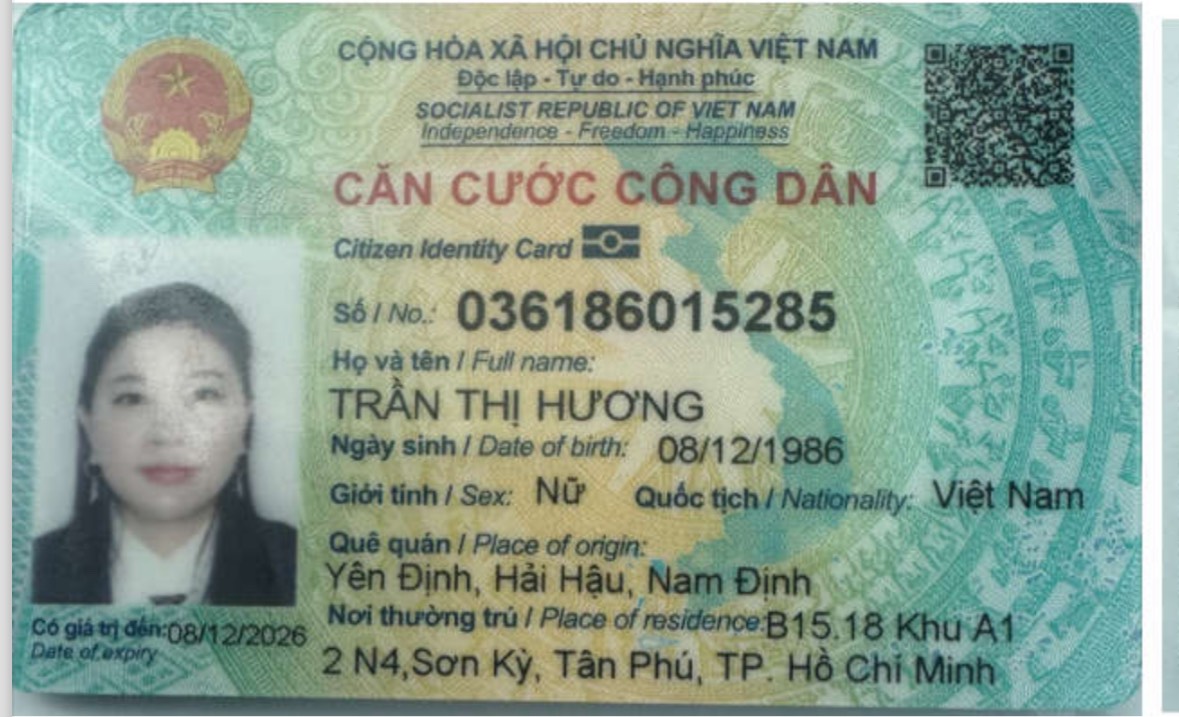 CỘNG HÒA XÃ HỘI CHỦ NGHĨA VIỆT NAM
Độc lập - Tự do - Hạnh phúc
SOCIALIST REPUBLIC OF VIET NAM
Independence - Freedom - Happiness
CĂN CƯỚC CÔNG DÂN
Citizen Identity Card
Số / No.: 036186015285
Họ và tên / Full name:
TRẦN THỊ HƯƠNG
Ngày sinh / Date of birth: 08/12/1986
Giới tính / Sex: Nữ Quốc tịch / Nationality: Việt Nam
Quê quán / Place of origin:
Yên Định, Hải Hậu, Nam Định
Nơi thường trú / Place of residence: B15.18 Khu A1
2 N4,Sơn Kỳ, Tân Phú, TP. Hồ Chí Minh
Có giá trị đến: 08/12/2026
Date of expiry